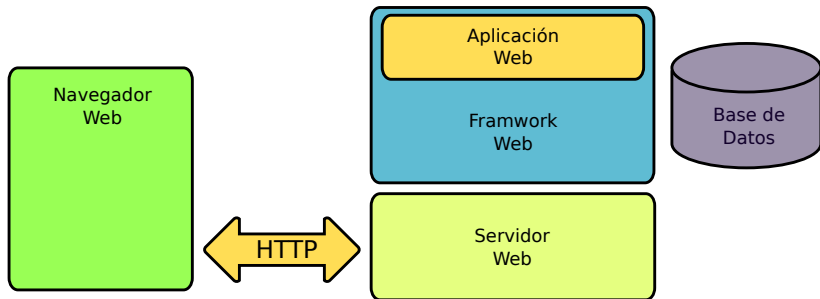 Navegador
Web
Aplicación
Web
Framwork
Web
Base de
Datos
HTTP
Servidor
Web